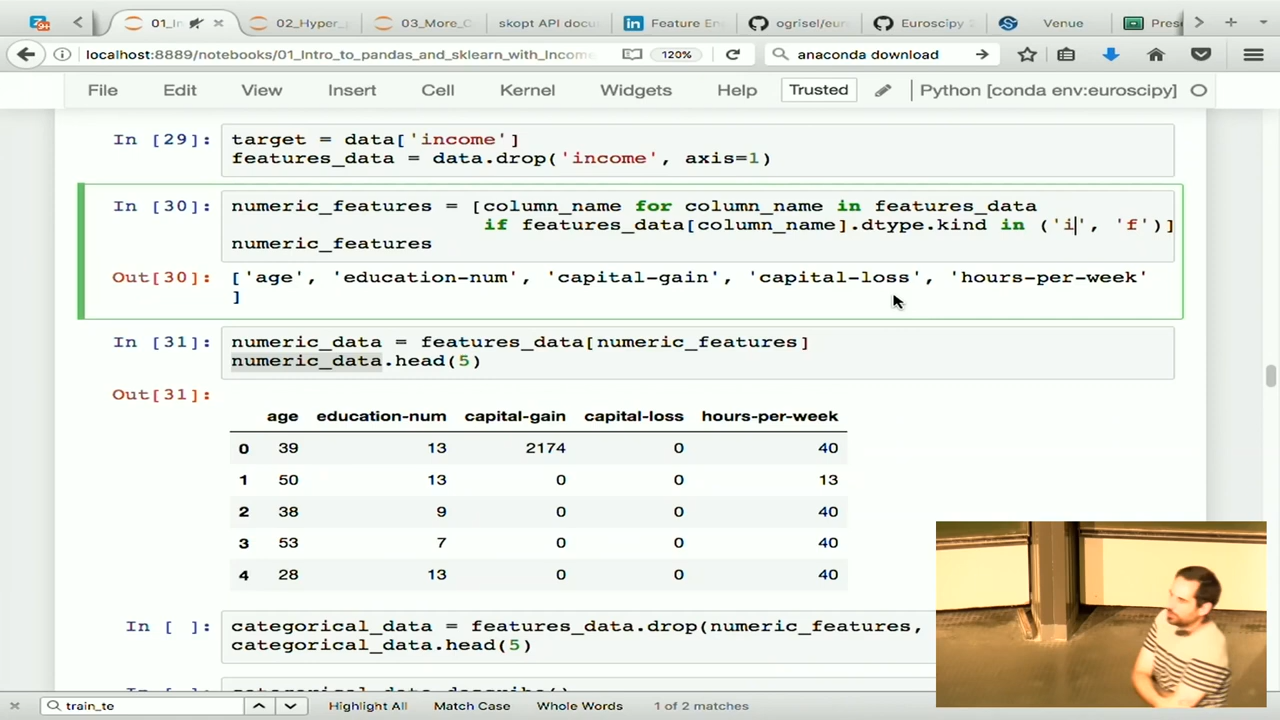 01_In
02_Hyper_
03_More_
skopt API docu
Feature En
ogrisel/eur
Euroscipy
Venue
Pres
localhost:8889/notebooks/01_Intro_to_pandas_and_sklearn_with_Income
120%
anaconda download
File Edit View Insert Cell Kernel Widgets Help Trusted Python [conda env:euroscipy]
In [29]: target = data['income']
features_data = data.drop('income', axis=1)
In [30]: numeric_features = [column_name for column_name in features_data
if features_data[column_name].dtype.kind in ('i', 'f')]
numeric_features
Out[30]: ['age', 'education-num', 'capital-gain', 'capital-loss', 'hours-per-week'
]
In [31]: numeric_data = features_data[numeric_features]
numeric_data.head(5)
Out[31]:
age education-num capital-gain capital-loss hours-per-week
0 39 13 2174 0 40
1 50 13 0 0 13
2 38 9 0 0 40
3 53 7 0 0 40
4 28 13 0 0 40
In [ ]: categorical_data = features_data.drop(numeric_features,
categorical_data.head(5)
In [ ]: categorical_data.describe()
train_te Highlight All Match Case Whole Words 1 of 2 matches